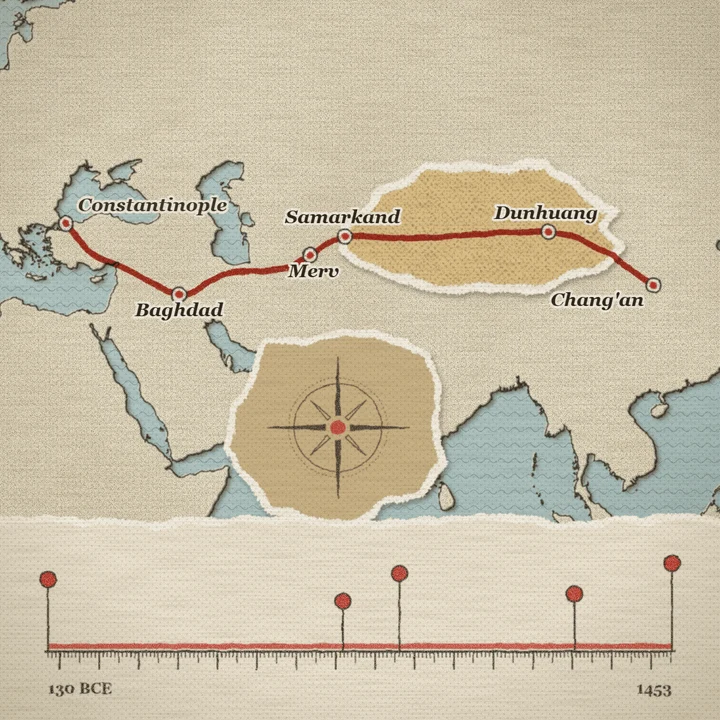 Constantinople
Samarkand
Dunhuang
Merv
Baghdad
Chang'an
130 BCE
1453